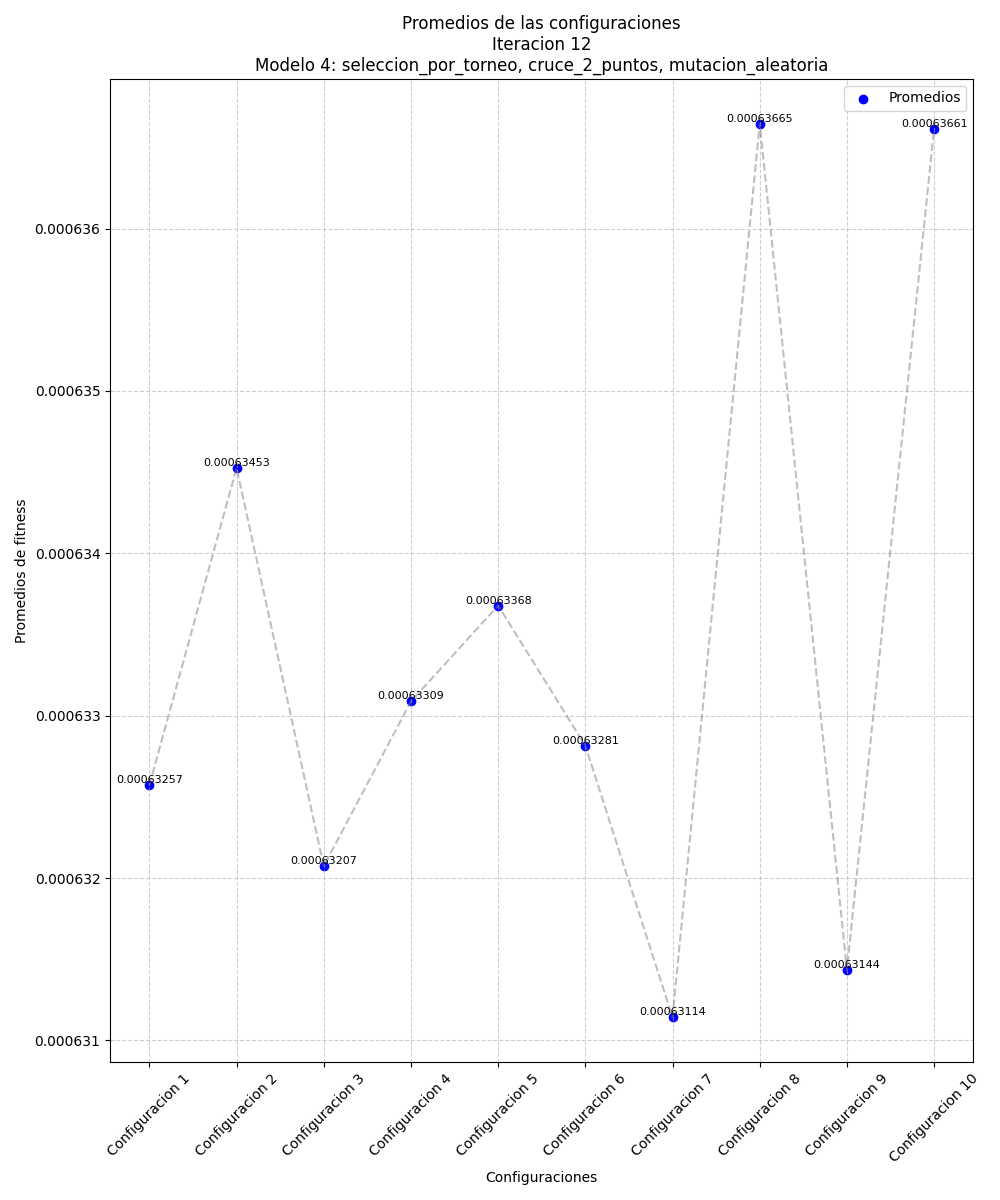 Promedios de las configuraciones
Iteracion 12
Modelo 4: seleccion_por_torneo, cruce_2_puntos, mutacion_aleatoria
Promedios
0.00063665
0.00063661
0.000636
0.000635
0.00063453
0.000634
0.00063368
0.00063309
0.000633
0.00063281
0.00063257
0.00063207
0.000632
0.00063144
0.00063114
0.000631
Promedios de fitness
Configuracion 1
Configuracion 2
Configuracion 3
Configuracion 4
Configuracion 5
Configuracion 6
Configuracion 7
Configuracion 8
Configuracion 9
Configuracion 10
Configuraciones